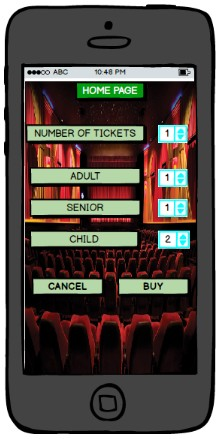 ABC 10:48 PM
HOME PAGE
NUMBER OF TICKETS 1
ADULT 1
SENIOR 1
CHILD 2
CANCEL BUY